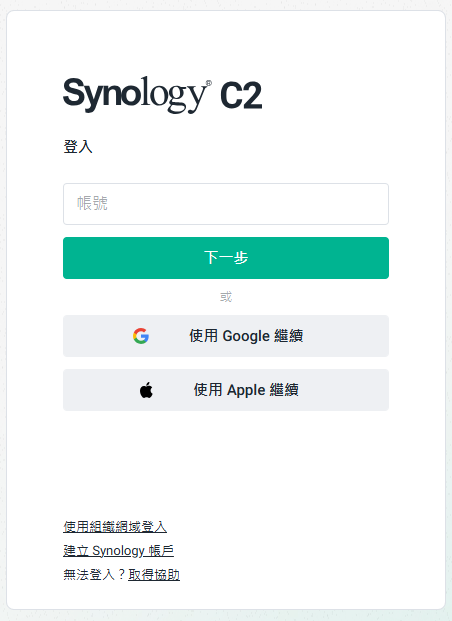 Synology® C2
登入
帳號
下一步
或
使用 Google 繼續
使用 Apple 繼續
使用組織網域登入
建立 Synology 帳戶
無法登入？取得協助